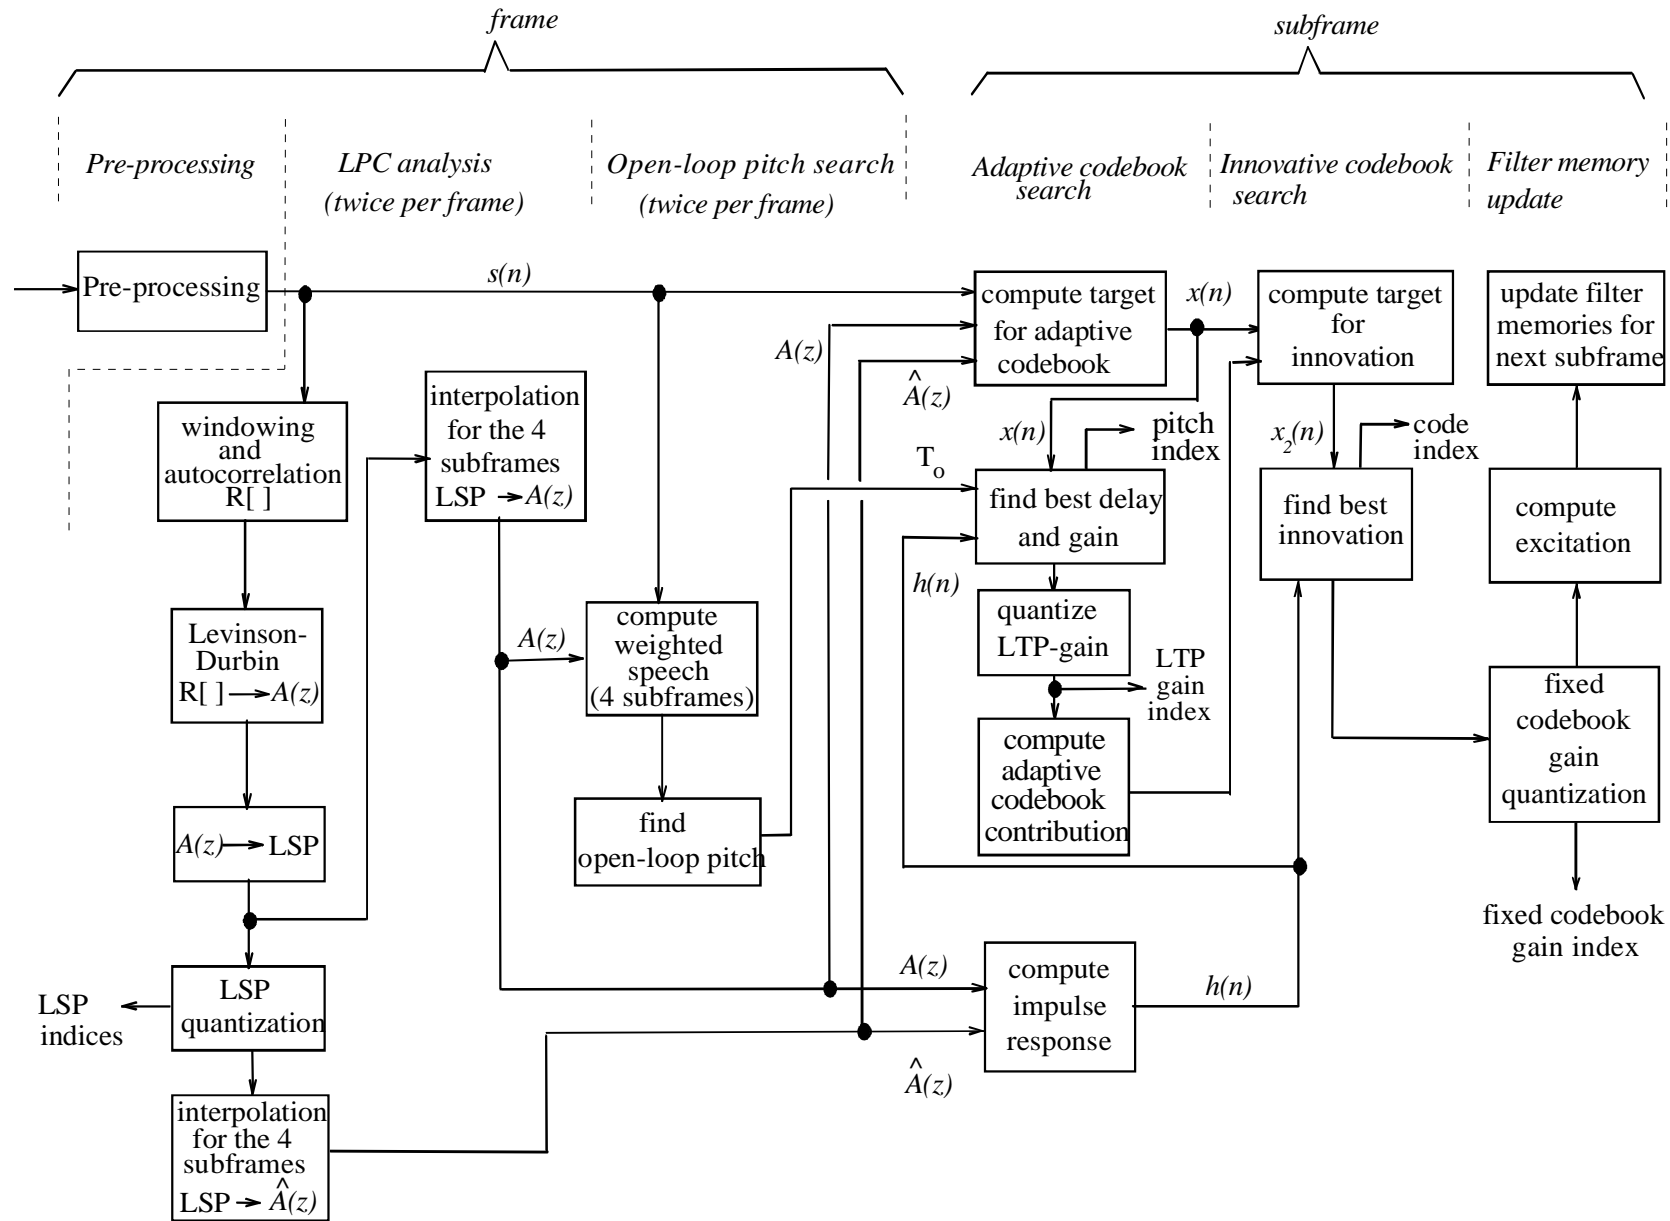 frame
subframe
Pre-processing
LPC analysis
(twice per frame)
Open-loop pitch search
(twice per frame)
Adaptive codebook
search
Innovative codebook
search
Filter memory
update
Pre-processing
s(n)
windowing
and
autocorrelation
R[ ]
Levinson-
Durbin
R[ ] → A(z)
A(z) → LSP
LSP
quantization
LSP
indices
interpolation
for the 4
subframes
LSP → Â(z)
interpolation
for the 4
subframes
LSP → A(z)
A(z)
compute
weighted
speech
(4 subframes)
find
open-loop pitch
T₀
A(z)
Â(z)
compute target
for adaptive
codebook
x(n)
x(n)
pitch
index
find best delay
and gain
h(n)
quantize
LTP-gain
LTP
gain
index
compute
adaptive
codebook
contribution
A(z)
Â(z)
compute
impulse
response
h(n)
compute target
for
innovation
x₂(n)
code
index
find best
innovation
update filter
memories for
next subframe
compute
excitation
fixed
codebook
gain
quantization
fixed codebook
gain index